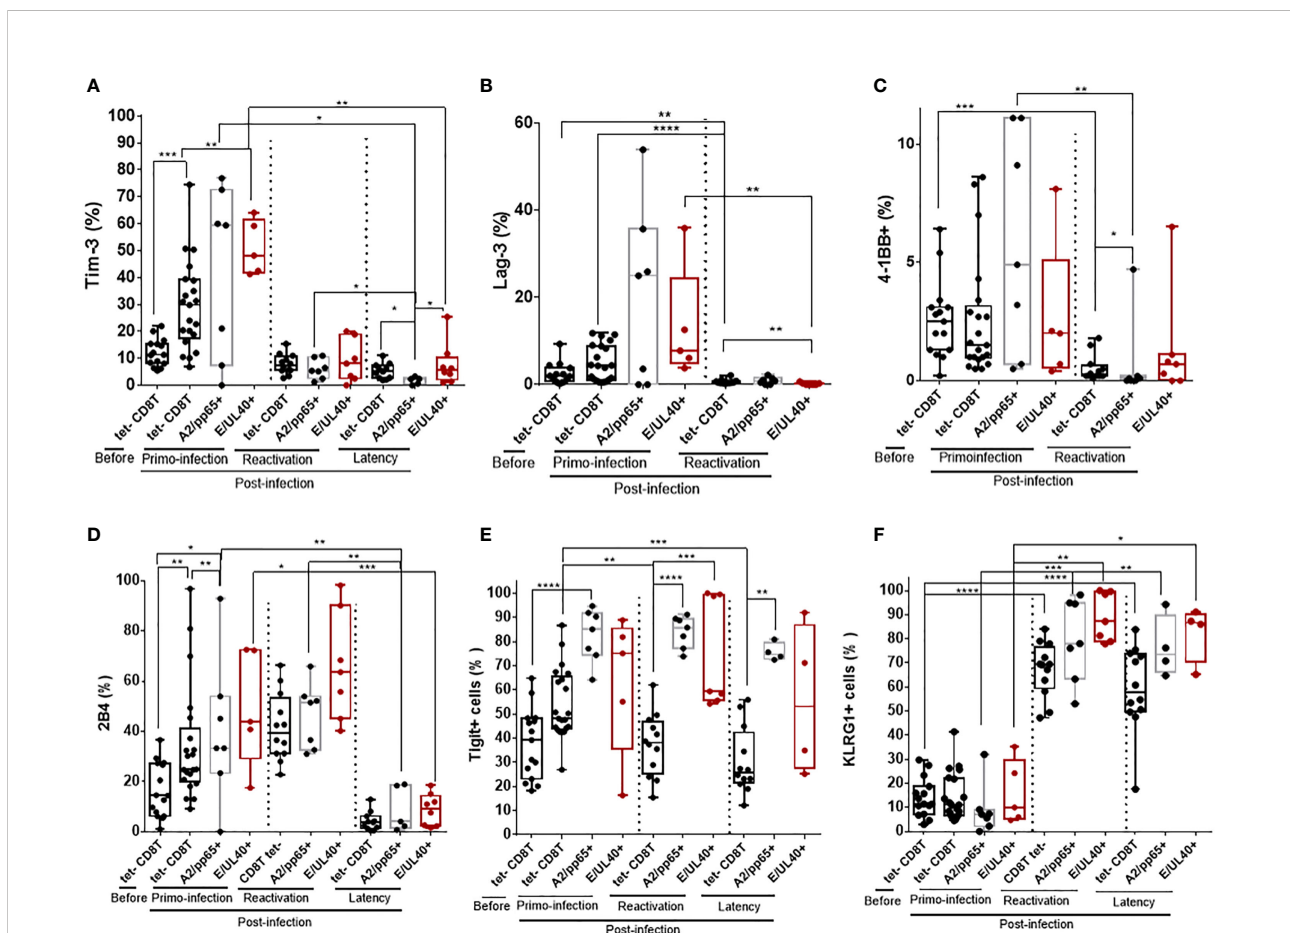 A
Tim-3 (%)
100
90
80
70
60
50
40
30
20
10
0
***
**
*
**
*
*
*
tet- CD8T
tet- CD8T
A2/pp65+
E/UL40+
tet- CD8T
A2/pp65+
E/UL40+
tet- CD8T
A2/pp65+
E/UL40+
Before
Primo-infection
Reactivation
Latency
Post-infection
B
Lag-3 (%)
60
40
20
0
**
****
**
**
tet- CD8T
tet- CD8T
A2/pp65+
E/UL40+
tet- CD8T
A2/pp65+
E/UL40+
Before
Primo-infection
Reactivation
Post-infection
C
4-1BB+ (%)
10
5
0
***
**
*
tet- CD8T
tet- CD8T
A2/pp65+
E/UL40+
tet- CD8T
A2/pp65+
E/UL40+
Before
Primoinfection
Reactivation
Post-infection
D
2B4 (%)
100
80
60
40
20
0
*
**
**
**
**
*
***
tet- CD8T
tet- CD8T
A2/pp65+
E/UL40+
CD8T tet-
A2/pp65+
E/UL40+
tet- CD8T
A2/pp65+
E/UL40+
Before
Primo-infection
Reactivation
Latency
Post-infection
E
Tigit+ cells (% )
100
90
80
70
60
50
40
30
20
10
0
****
***
**
***
****
**
tet- CD8T
tet- CD8T
A2/pp65+
E/UL40+
tet- CD8T
A2/pp65+
E/UL40+
tet- CD8T
A2/pp65+
E/UL40+
Before
Primo-infection
Reactivation
Latency
Post-infection
F
KLRG1+ cells (% )
100
90
80
70
60
50
40
30
20
10
0
*
**
***
**
****
****
tet- CD8T
tet- CD8T
A2/pp65+
E/UL40+
CD8T tet-
A2/pp65+
E/UL40+
tet- CD8T
A2/pp65+
E/UL40+
Before
Primo-infection
Reactivation
Latency
Post-infection